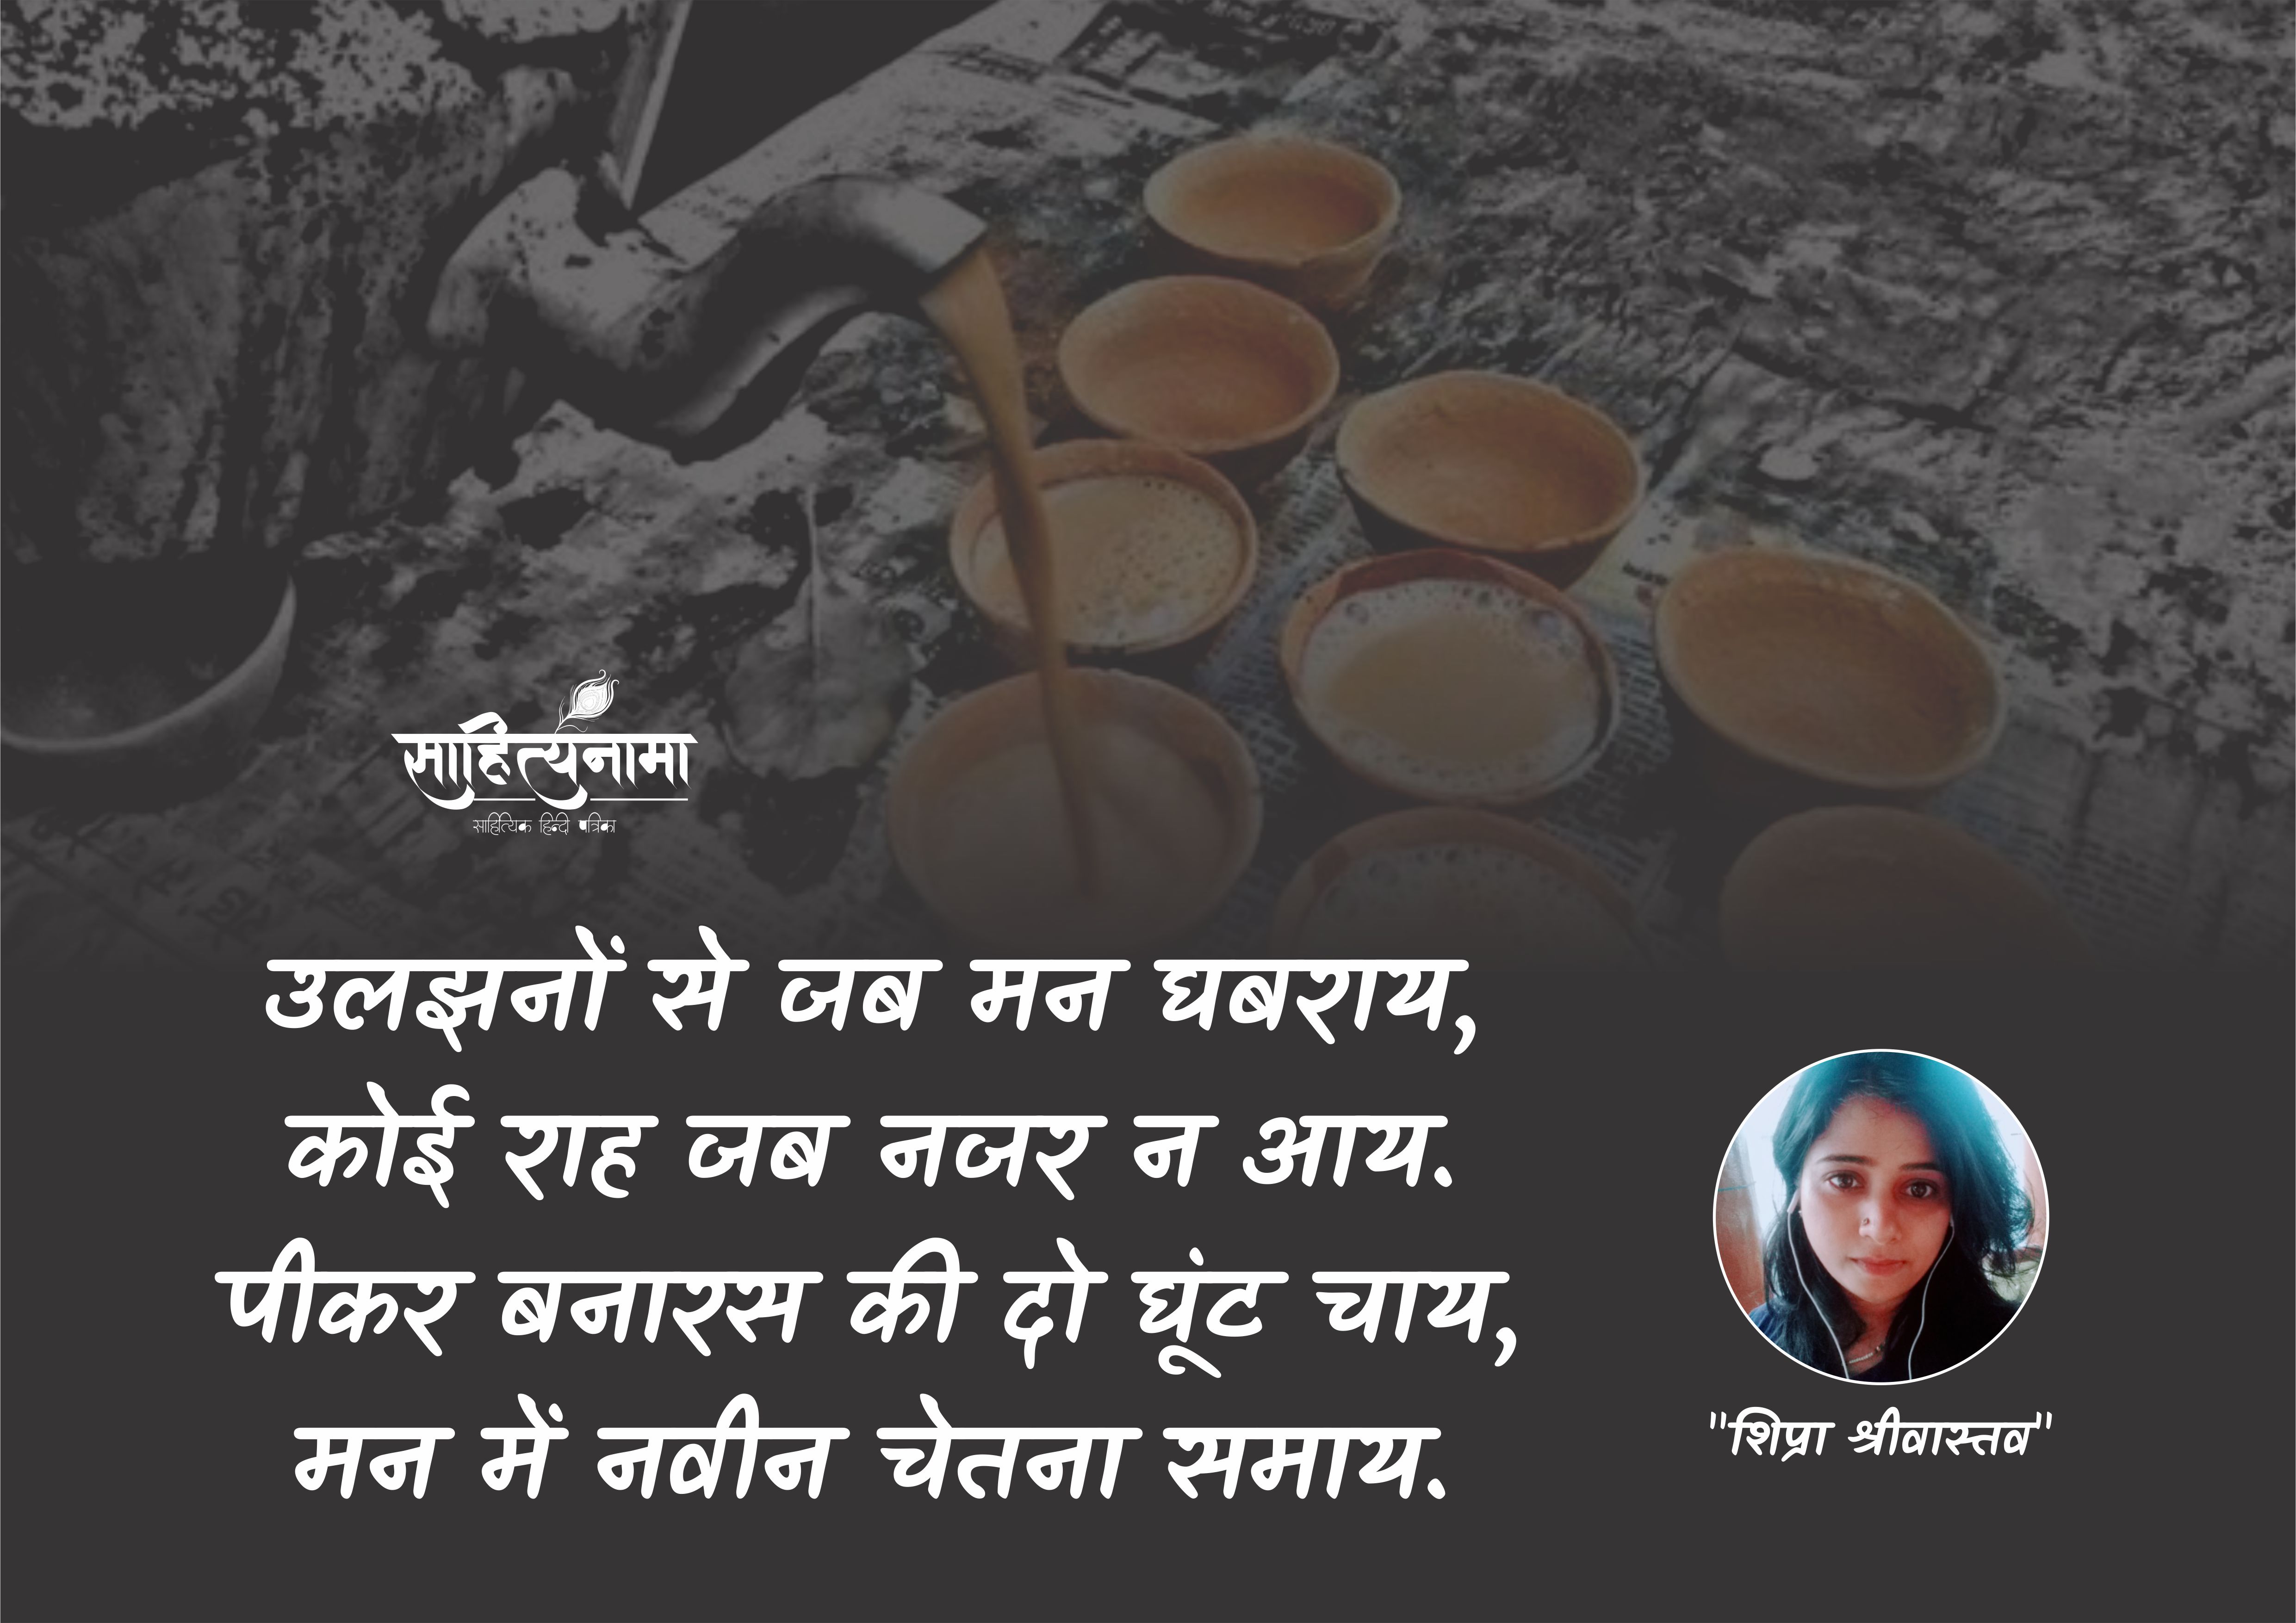 साहित्यनामा
साहित्यिक हिन्दी पत्रिका
उलझनों से जब मन घबराय,
कोई राह जब नजर न आय.
पीकर बनारस की दो घूंट चाय,
मन में नवीन चेतना समाय.
"शिप्रा श्रीवास्तव"